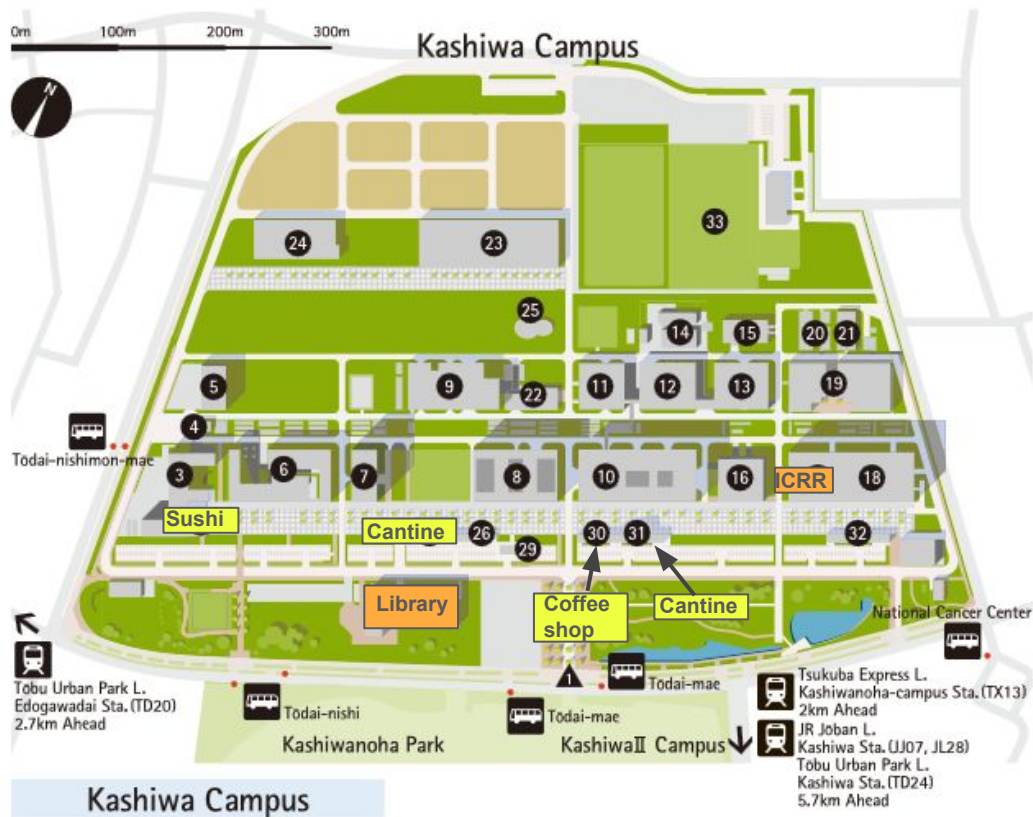 0m 100m 200m 300m
Kashiwa Campus
N
33
24
23
25
14
15
20
21
5
9
22
11
12
13
19
4
Tōdai-nishimon-mae
3
6
7
8
10
16
ICRR
18
Sushi
Cantine
26
29
30
31
32
Library
Coffee
shop
Cantine
National Cancer Center
1
Tōdai-mae
Tōbu Urban Park L.
Edogawadai Sta.(TD20)
2.7km Ahead
Tōdai-nishi
Tōdai-mae
Tsukuba Express L.
Kashiwanoha-campus Sta.(TX13)
2km Ahead
Kashiwanoha Park
KashiwaⅡ Campus
JR Jōban L.
Kashiwa Sta.(JJ07, JL28)
Tōbu Urban Park L.
Kashiwa Sta.(TD24)
5.7km Ahead
Kashiwa Campus